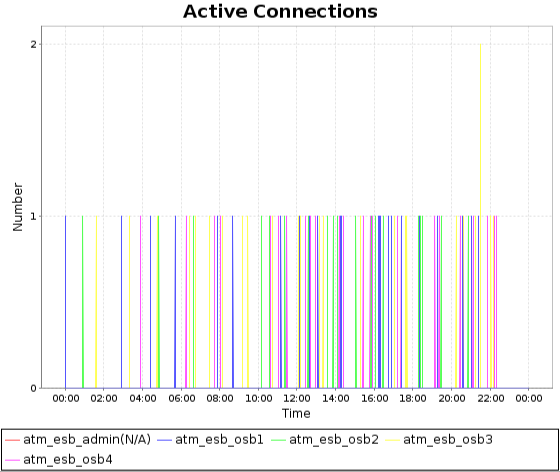 Active Connections
2
1
0
Number
00:00 02:00 04:00 06:00 08:00 10:00 12:00 14:00 16:00 18:00 20:00 22:00 00:00
Time
atm_esb_admin(N/A) atm_esb_osb1 atm_esb_osb2 atm_esb_osb3
atm_esb_osb4